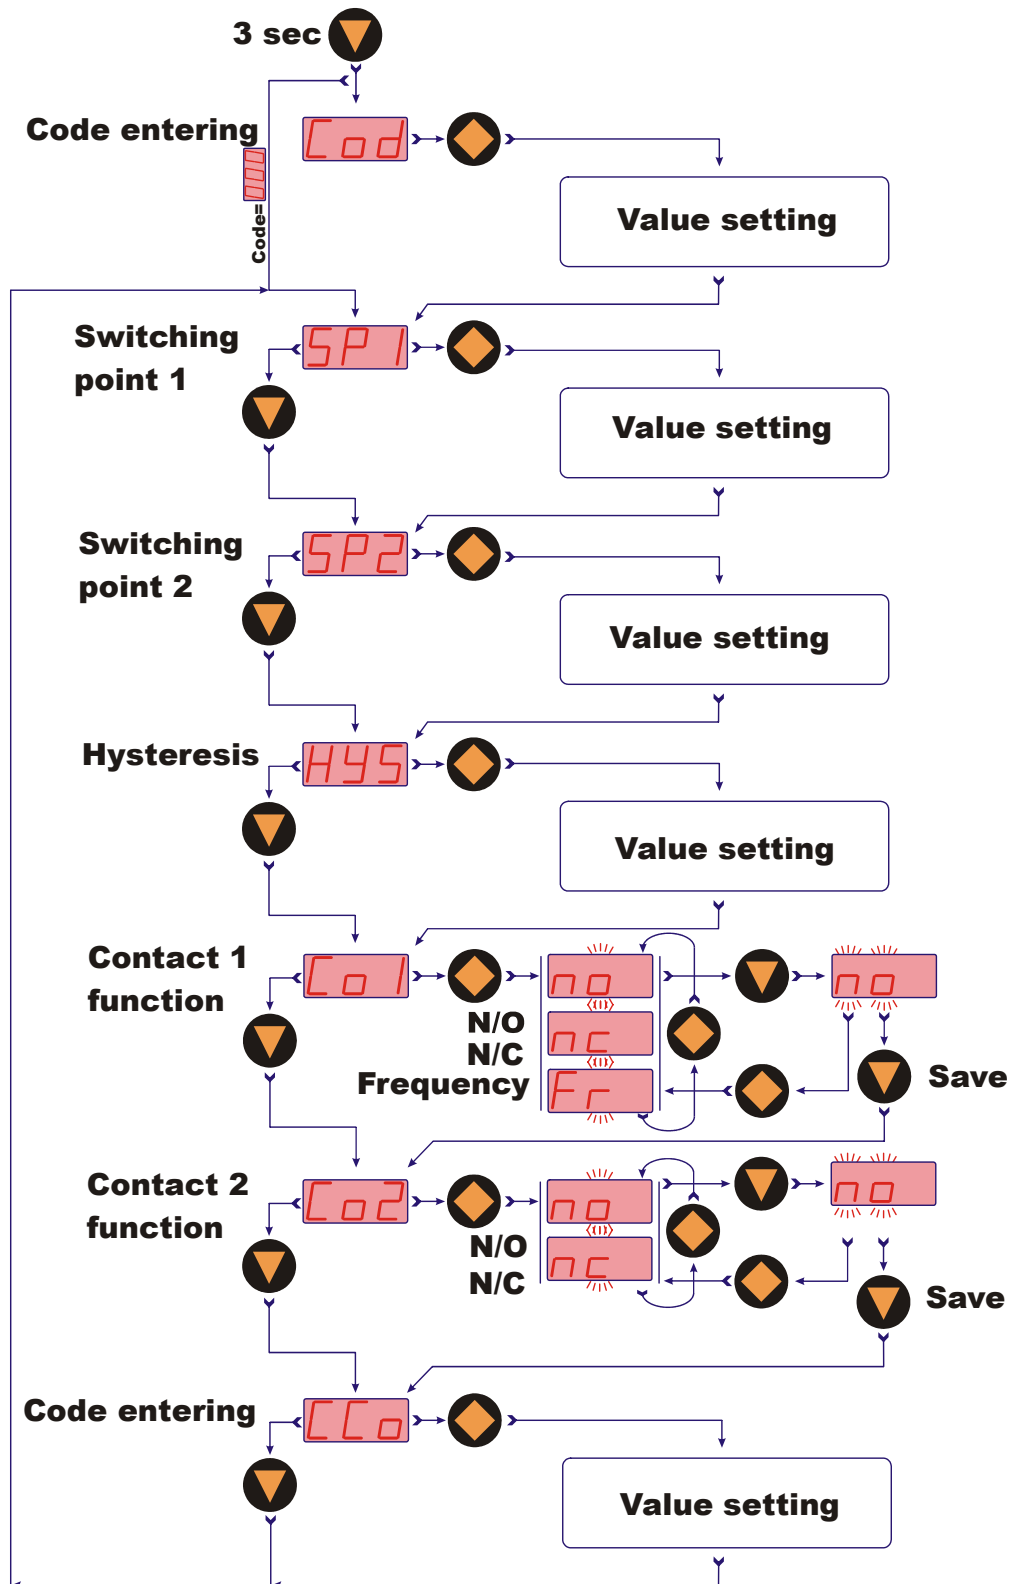 3 sec
Code entering
Cod
Code=
Value setting
Switching
point 1
SP1
Value setting
Switching
point 2
SP2
Value setting
Hysteresis
HYS
Value setting
Contact 1
function
Co1
no
no
N/O
nc
N/C
Frequency
Fr
Save
Contact 2
function
Co2
no
no
N/O
nc
N/C
Save
Code entering
CCo
Value setting